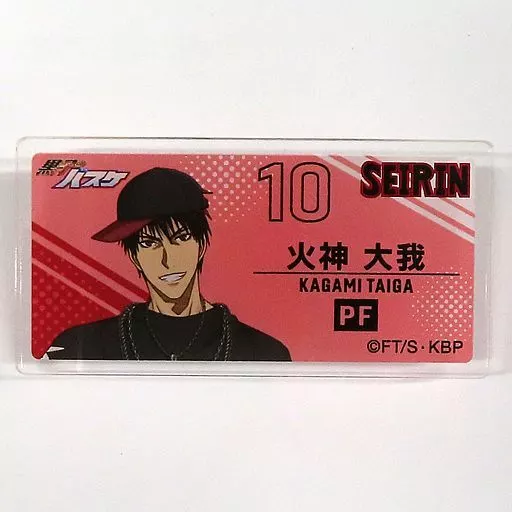 黒子の
バスケ
10
SEIRIN
火神 大我
KAGAMI TAIGA
PF
©FT/S・KBP